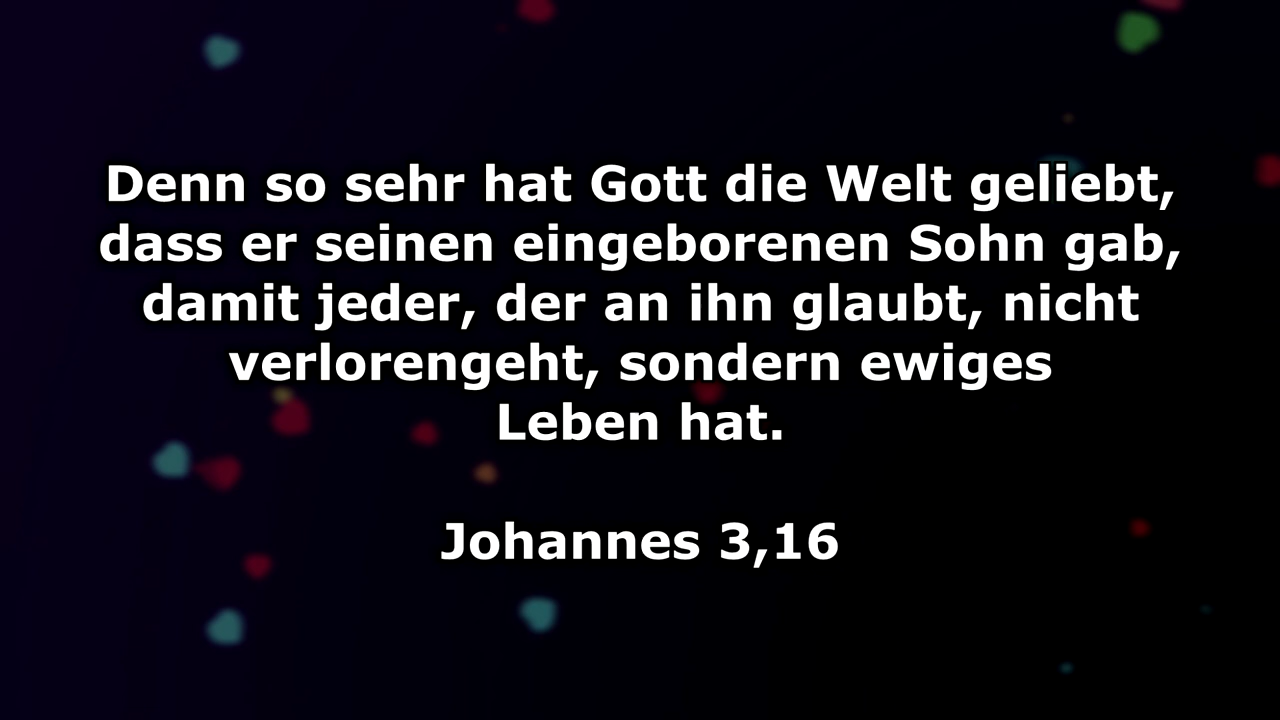 Denn so sehr hat Gott die Welt geliebt,
dass er seinen eingeborenen Sohn gab,
damit jeder, der an ihn glaubt, nicht
verlorengeht, sondern ewiges
Leben hat.
Johannes 3,16